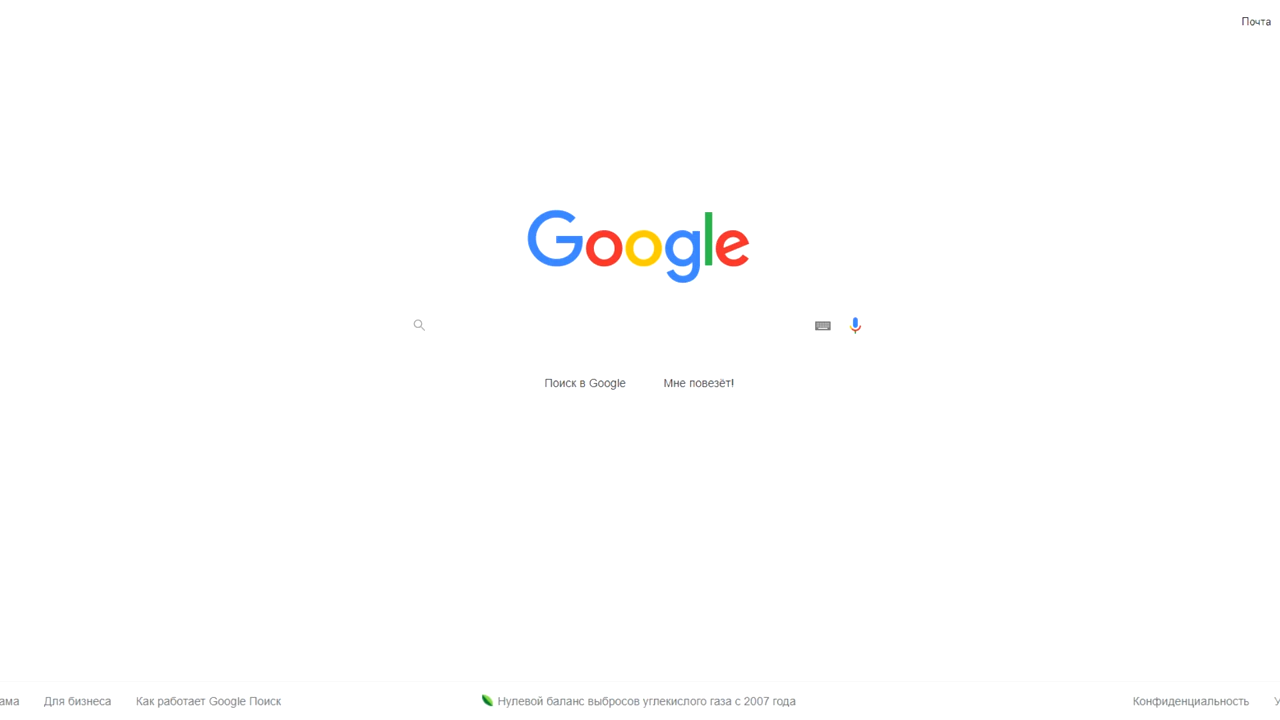 Почта
Google
Поиск в Google
Мне повезёт!
Для бизнеса
Как работает Google Поиск
Нулевой баланс выбросов углекислого газа с 2007 года
Конфиденциальность